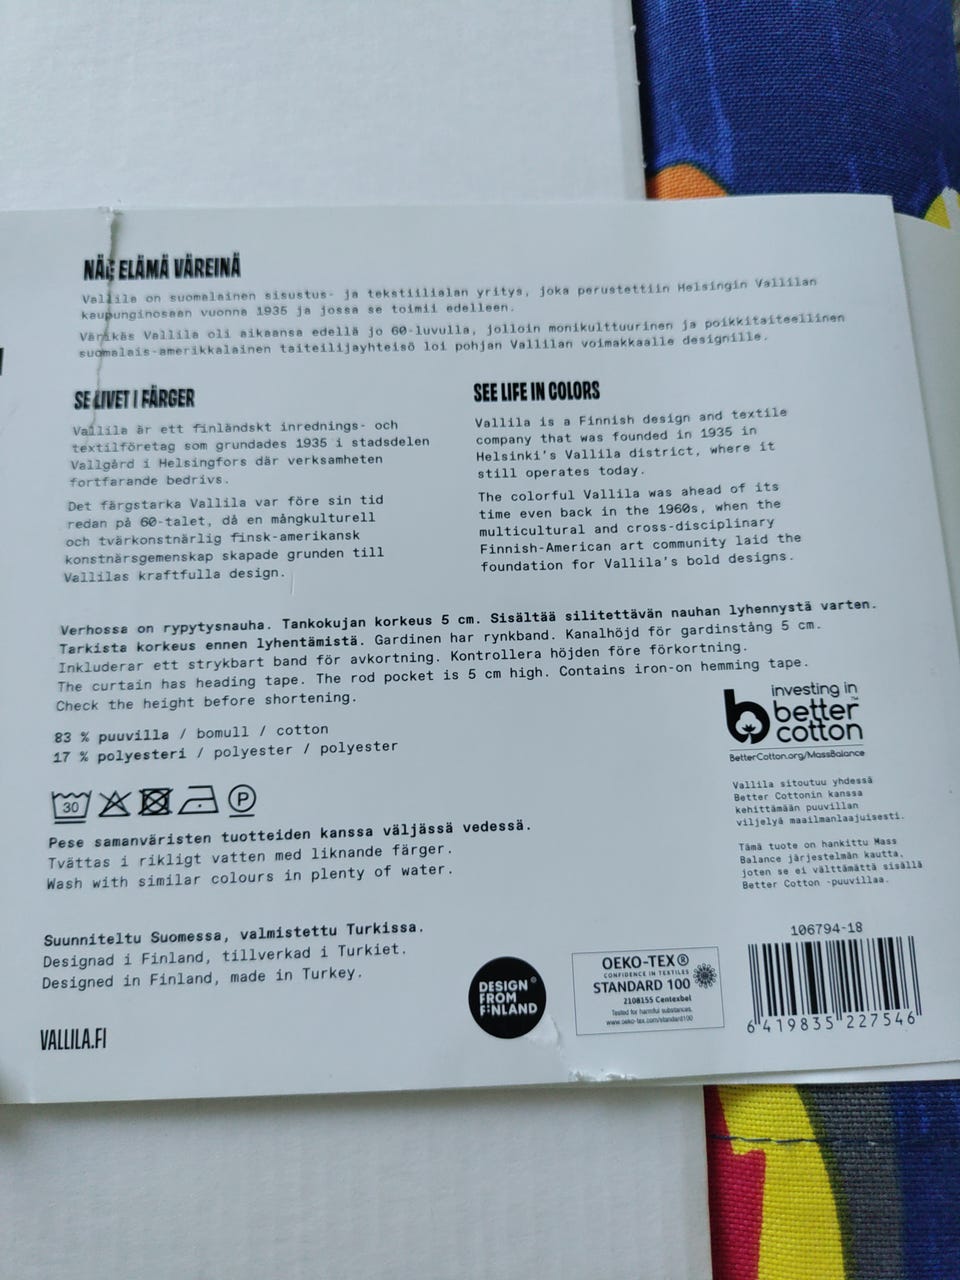 NÄE ELÄMÄ VÄREINÄ
Vallila on suomalainen sisustus- ja tekstiilialan yritys, joka perustettiin Helsingin Vallilan
kaupunginosaan vuonna 1935 ja jossa se toimii edelleen.
Värikäs Vallila oli aikaansa edellä jo 60-luvulla, jolloin monikulttuurinen ja poikkitaiteellinen
suomalais-amerikkalainen taiteilijayhteisö loi pohjan Vallilan voimakkaalle designille.
SE LIVET I FÄRGER
Vallila är ett finländskt inrednings- och
textilföretag som grundades 1935 i stadsdelen
Vallgård i Helsingfors där verksamheten
fortfarande bedrivs.
Det färgstarka Vallila var före sin tid
redan på 60-talet, då en mångkulturell
och tvärkonstnärlig finsk-amerikansk
konstnärsgemenskap skapade grunden till
Vallilas kraftfulla design.
SEE LIFE IN COLORS
Vallila is a Finnish design and textile
company that was founded in 1935 in
Helsinki's Vallila district, where it
still operates today.
The colorful Vallila was ahead of its
time even back in the 1960s, when the
multicultural and cross-disciplinary
Finnish-American art community laid the
foundation for Vallila's bold designs.
Verhossa on rypytysnauha. Tankokujan korkeus 5 cm. Sisältää silitettävän nauhan lyhennystä varten.
Tarkista korkeus ennen lyhentämistä. Gardinen har rynkband. Kanalhöjd för gardinstång 5 cm.
Inkluderar ett strykbart band för avkortning. Kontrollera höjden före förkortning.
The curtain has heading tape. The rod pocket is 5 cm high. Contains iron-on hemming tape.
Check the height before shortening.
83 % puuvilla / bomull / cotton
17 % polyesteri / polyester / polyester
30 P
Pese samanväristen tuotteiden kanssa väljässä vedessä.
Tvättas i rikligt vatten med liknande färger.
Wash with similar colours in plenty of water.
Suunniteltu Suomessa, valmistettu Turkissa.
Designad i Finland, tillverkad i Turkiet.
Designed in Finland, made in Turkey.
VALLILA.FI
investing in
better
cotton™
BetterCotton.org/MassBalance
Vallila sitoutuu yhdessä
Better Cottonin kanssa
kehittämään puuvillan
viljelyä maailmanlaajuisesti.
Tämä tuote on hankittu Mass
Balance järjestelmän kautta,
joten se ei välttämättä sisällä
Better Cotton -puuvillaa.
DESIGN®
FROM
FINLAND
OEKO-TEX®
CONFIDENCE IN TEXTILES
STANDARD 100
2108155 Centexbel
Tested for harmful substances.
www.oeko-tex.com/standard100
106794-18
6 419835 227546